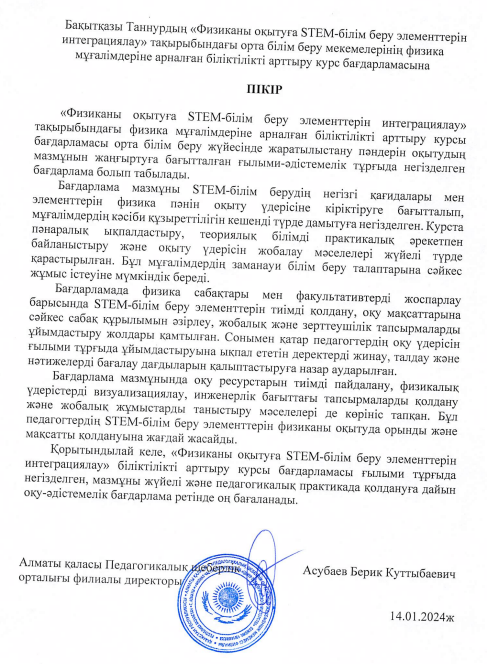 Бақытқазы Таннурдың «Физиканы оқытуға STEM-білім беру элементтерін
интеграциялау» тақырыбындағы орта білім беру мекемелерінің физика
мұғалімдеріне арналған біліктілікті арттыру курс бағдарламасына
ПІКІР
«Физиканы оқытуға STEM-білім беру элементтерін интеграциялау»
тақырыбындағы физика мұғалімдеріне арналған біліктілікті арттыру курсы
бағдарламасы орта білім беру жүйесінде жаратылыстану пәндерін оқытудың
мазмұнын жаңғыртуға бағытталған ғылыми-әдістемелік тұрғыда негізделген
бағдарлама болып табылады.
Бағдарлама мазмұны STEM-білім берудің негізгі қағидалары мен
элементтерін физика пәнін оқыту үдерісіне кіріктіруге бағытталып,
мұғалімдердің кәсіби құзыреттілігін кешенді түрде дамытуға негізделген. Курста
пәнаралық ықпалдастыру, теориялық білімді практикалық әрекетпен
байланыстыру және оқыту үдерісін жобалау мәселелері жүйелі түрде
қарастырылған. Бұл мұғалімдердің заманауи білім беру талаптарына сәйкес
жұмыс істеуіне мүмкіндік береді.
Бағдарламада физика сабақтары мен факультативтерді жоспарлау
барысында STEM-білім беру элементтерін тиімді қолдану, оқу мақсаттарына
сәйкес сабақ құрылымын әзірлеу, жобалық және зерттеушілік тапсырмаларды
ұйымдастыру жолдары қамтылған. Сонымен қатар педагогтердің оқу үдерісін
ғылыми тұрғыда ұйымдастыруына ықпал ететін деректерді жинау, талдау және
нәтижелерді бағалау дағдыларын қалыптастыруға назар аударылған.
Бағдарлама мазмұнында оқу ресурстарын тиімді пайдалану, физикалық
үдерістерді визуализациялау, инженерлік бағыттағы тапсырмаларды қолдану
және жобалық жұмыстарды таныстыру мәселелері де көрініс тапқан. Бұл
педагогтердің STEM-білім беру элементтерін физиканы оқытуда орынды және
мақсатты қолдануына жағдай жасайды.
Қорытындылай келе, «Физиканы оқытуға STEM-білім беру элементтерін
интеграциялау» біліктілікті арттыру курсы бағдарламасы ғылыми тұрғыда
негізделген, мазмұны жүйелі және педагогикалық практикада қолдануға дайын
оқу-әдістемелік бағдарлама ретінде оң бағаланады.
Алматы қаласы Педагогикалық шеберлік
орталығы филиалы директоры
Асубаев Берик Куттыбаевич
14.01.2024ж